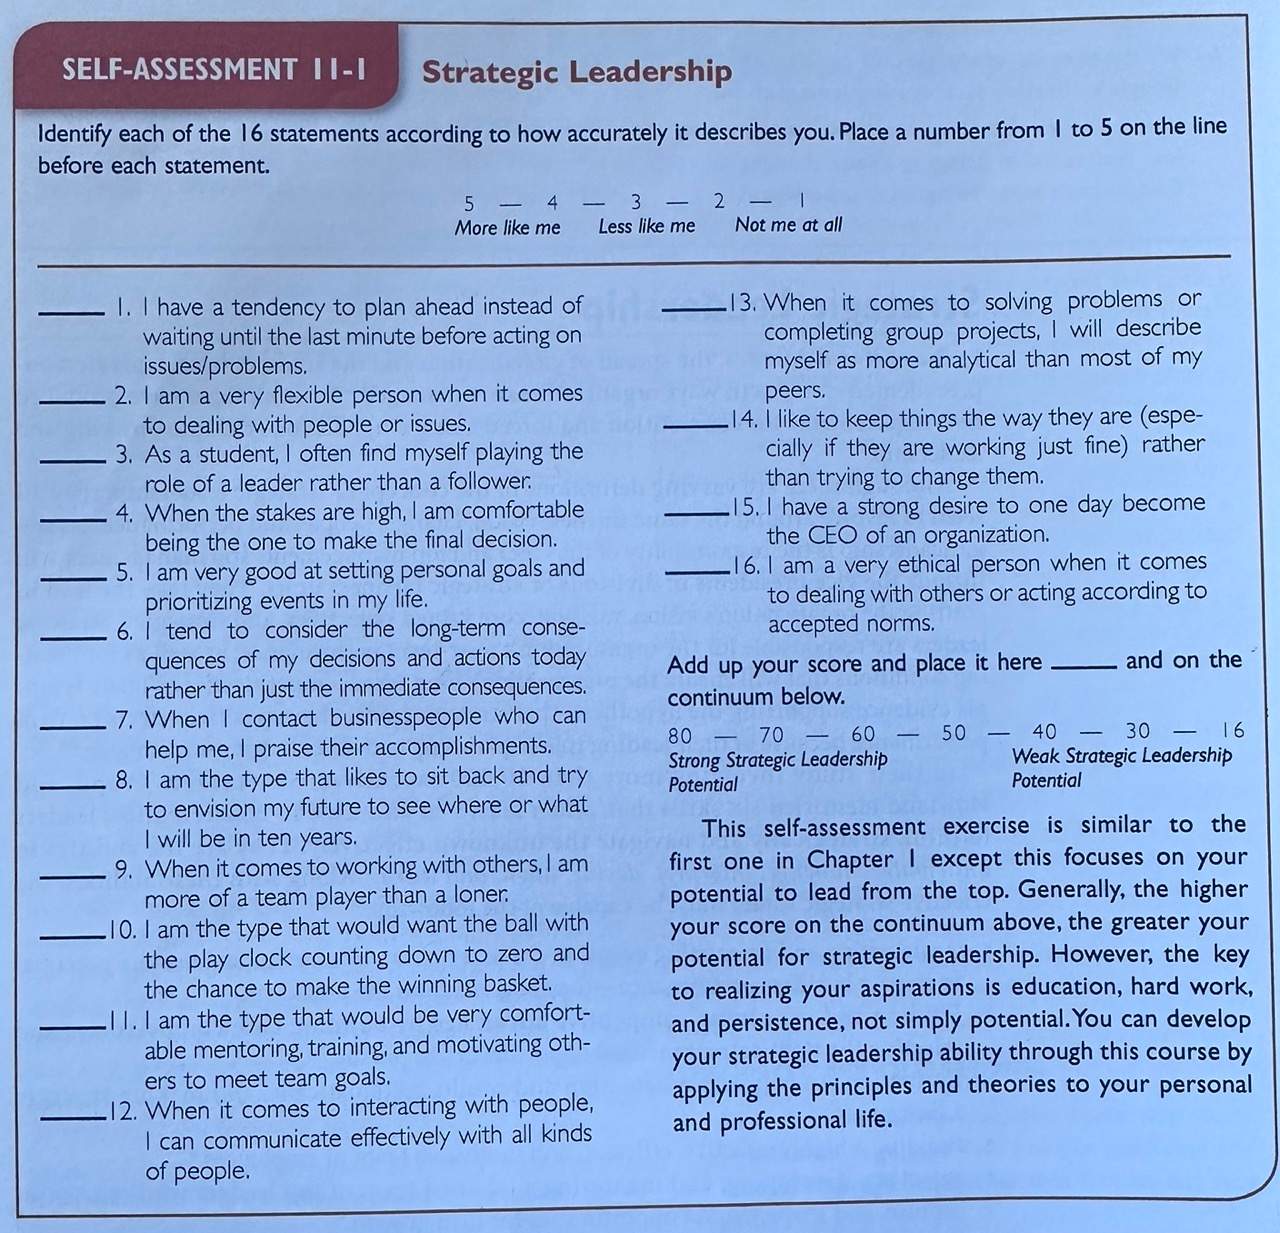 SELF-ASSESSMENT 11-1
Strategic Leadership
Identify each of the 16 statements according to how accurately it describes you. Place a number from 1 to 5 on the line
before each statement.
5 — 4 — 3 — 2 — 1
More like me Less like me Not me at all
_____ 1. I have a tendency to plan ahead instead of
waiting until the last minute before acting on
issues/problems.
_____ 2. I am a very flexible person when it comes
to dealing with people or issues.
_____ 3. As a student, I often find myself playing the
role of a leader rather than a follower.
_____ 4. When the stakes are high, I am comfortable
being the one to make the final decision.
_____ 5. I am very good at setting personal goals and
prioritizing events in my life.
_____ 6. I tend to consider the long-term conse-
quences of my decisions and actions today
rather than just the immediate consequences.
_____ 7. When I contact businesspeople who can
help me, I praise their accomplishments.
_____ 8. I am the type that likes to sit back and try
to envision my future to see where or what
I will be in ten years.
_____ 9. When it comes to working with others, I am
more of a team player than a loner.
_____ 10. I am the type that would want the ball with
the play clock counting down to zero and
the chance to make the winning basket.
_____ 11. I am the type that would be very comfort-
able mentoring, training, and motivating oth-
ers to meet team goals.
_____ 12. When it comes to interacting with people,
I can communicate effectively with all kinds
of people.
_____ 13. When it comes to solving problems or
completing group projects, I will describe
myself as more analytical than most of my
peers.
_____ 14. I like to keep things the way they are (espe-
cially if they are working just fine) rather
than trying to change them.
_____ 15. I have a strong desire to one day become
the CEO of an organization.
_____ 16. I am a very ethical person when it comes
to dealing with others or acting according to
accepted norms.
Add up your score and place it here _____ and on the
continuum below.
80 — 70 — 60 — 50 — 40 — 30 — 16
Strong Strategic Leadership Weak Strategic Leadership
Potential Potential
This self-assessment exercise is similar to the
first one in Chapter 1 except this focuses on your
potential to lead from the top. Generally, the higher
your score on the continuum above, the greater your
potential for strategic leadership. However, the key
to realizing your aspirations is education, hard work,
and persistence, not simply potential. You can develop
your strategic leadership ability through this course by
applying the principles and theories to your personal
and professional life.